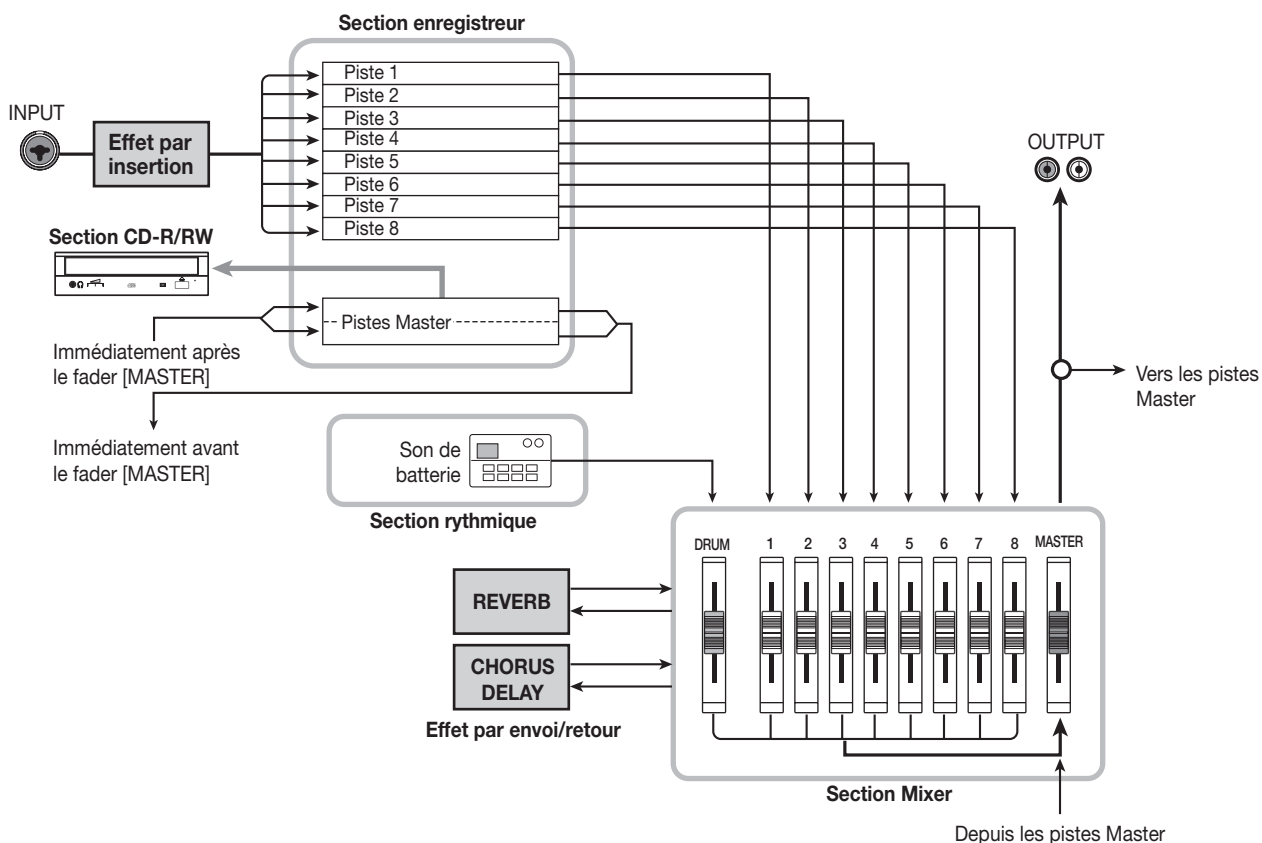 Section enregistreur
Piste 1
Piste 2
Piste 3
Piste 4
Piste 5
Piste 6
Piste 7
Piste 8
INPUT
Effet par
insertion
OUTPUT
Section CD-R/RW
Pistes Master
Immédiatement après
le fader [MASTER]
Vers les pistes
Master
Immédiatement avant
le fader [MASTER]
Son de
batterie
Section rythmique
DRUM
1
2
3
4
5
6
7
8
MASTER
REVERB
CHORUS
DELAY
Effet par envoi/retour
Section Mixer
Depuis les pistes Master